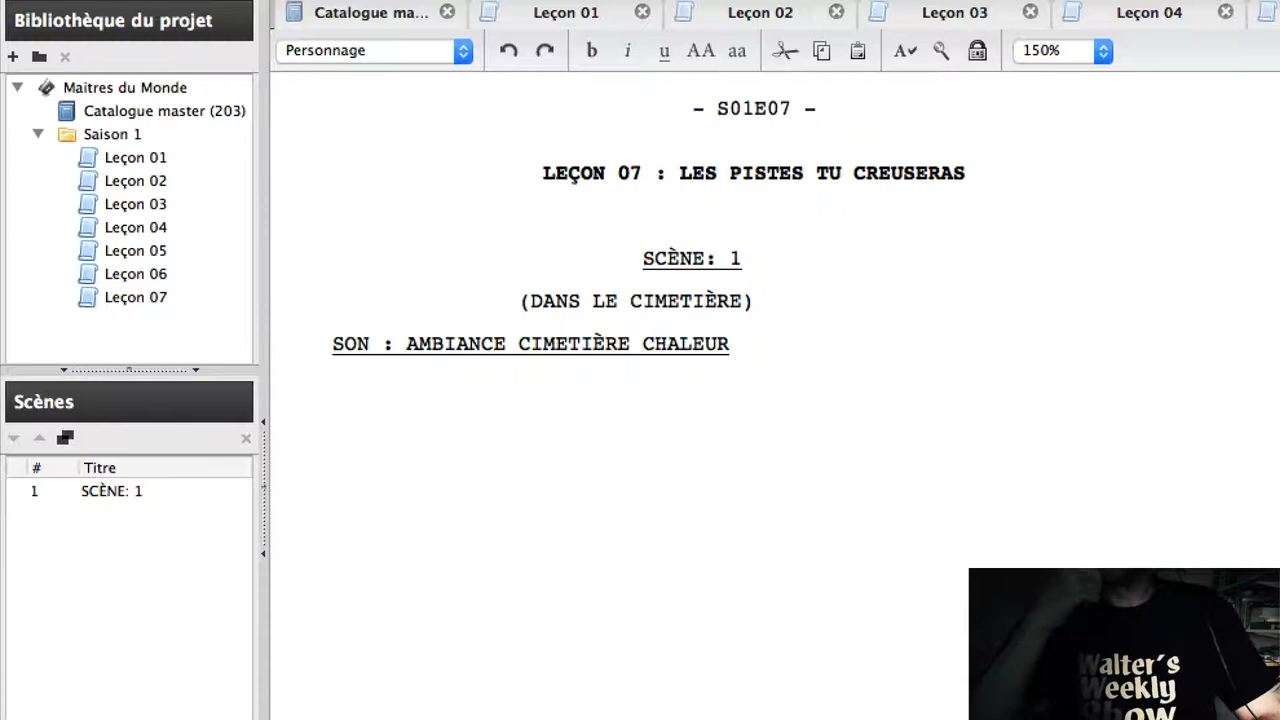 Bibliothèque du projet
Maitres du Monde
Catalogue master (203)
Saison 1
Leçon 01
Leçon 02
Leçon 03
Leçon 04
Leçon 05
Leçon 06
Leçon 07
Scènes
# Titre
1 SCÈNE: 1
Catalogue ma... Leçon 01 Leçon 02 Leçon 03 Leçon 04
Personnage b i u AA aa A 150%
- S01E07 -
LEÇON 07 : LES PISTES TU CREUSERAS
SCÈNE: 1
(DANS LE CIMETIÈRE)
SON : AMBIANCE CIMETIÈRE CHALEUR
Walter's
Weekly
Show